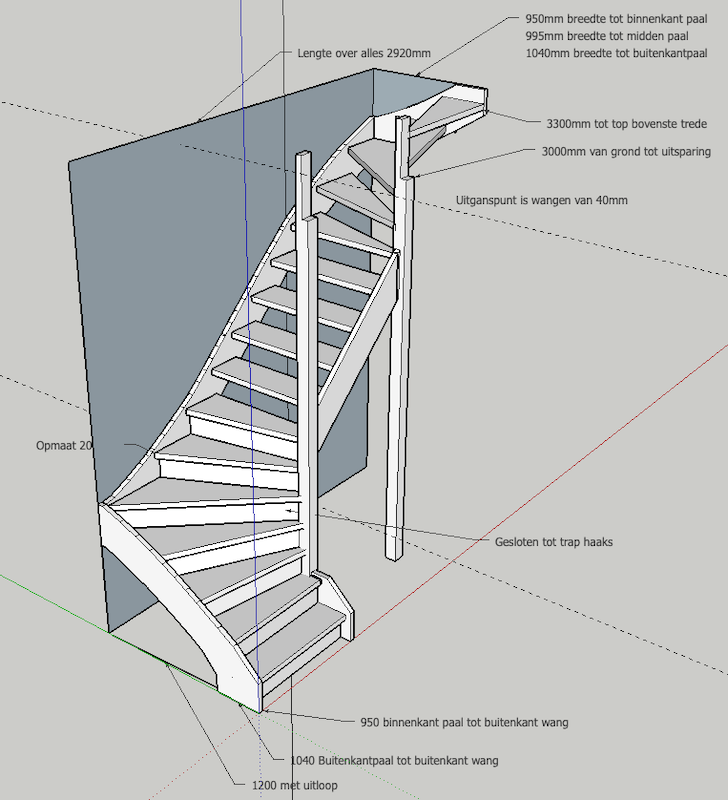 950mm breedte tot binnenkant paal
995mm breedte tot midden paal
1040mm breedte tot buitenkantpaal
Lengte over alles 2920mm
3300mm tot top bovenste trede
3000mm van grond tot uitsparing
Uitganspunt is wangen van 40mm
Opmaat 20
Gesloten tot trap haaks
950 binnenkant paal tot buitenkant wang
1040 Buitenkantpaal tot buitenkant wang
1200 met uitloop